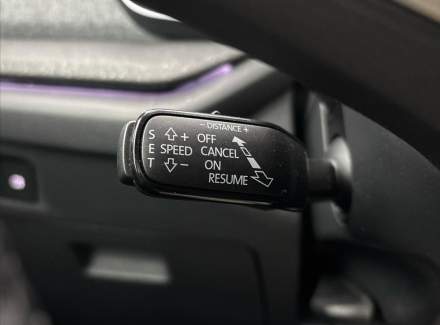 - DISTANCE +
S + OFF
E SPEED CANCEL
T - ON
RESUME